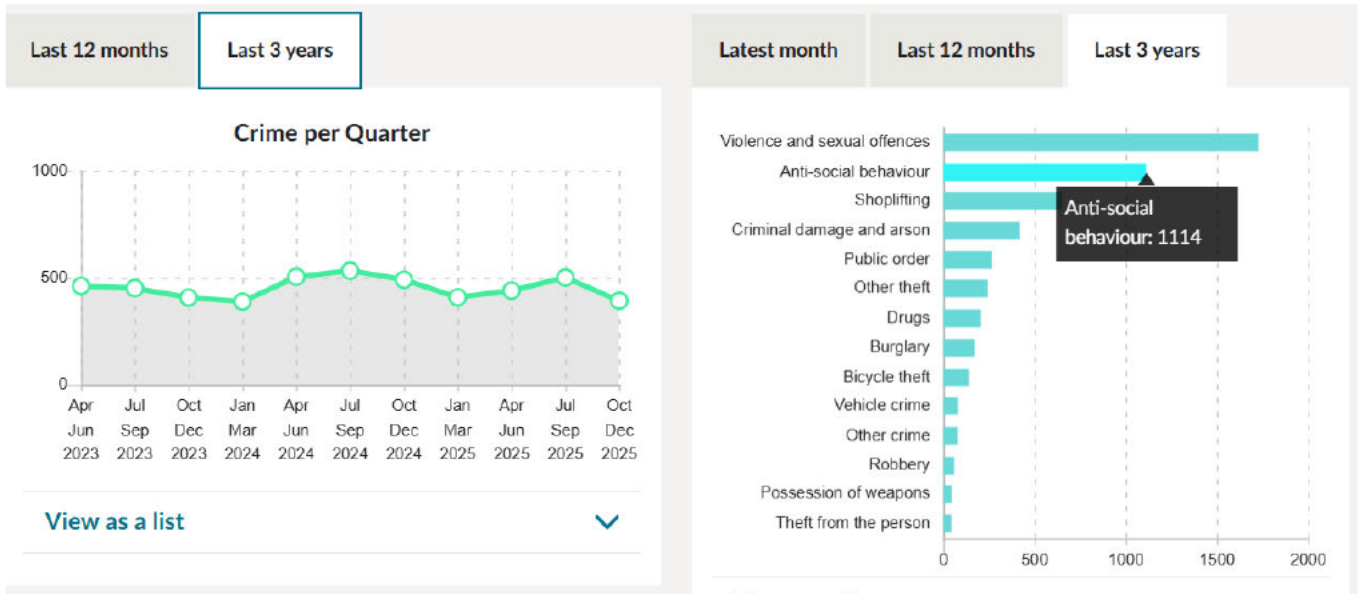 Last 12 months
Last 3 years
Crime per Quarter
1000
500
0
Apr Jul Oct Jan Apr Jul Oct Jan Apr Jul Oct
Jun Sep Dec Mar Jun Sep Dec Mar Jun Sep Dec
2023 2023 2023 2024 2024 2024 2024 2025 2025 2025 2025
View as a list
Latest month
Last 12 months
Last 3 years
Violence and sexual offences
Anti-social behaviour
Shoplifting
Criminal damage and arson
Public order
Other theft
Drugs
Burglary
Bicycle theft
Vehicle crime
Other crime
Robbery
Possession of weapons
Theft from the person
Anti-social
behaviour: 1114
0 500 1000 1500 2000